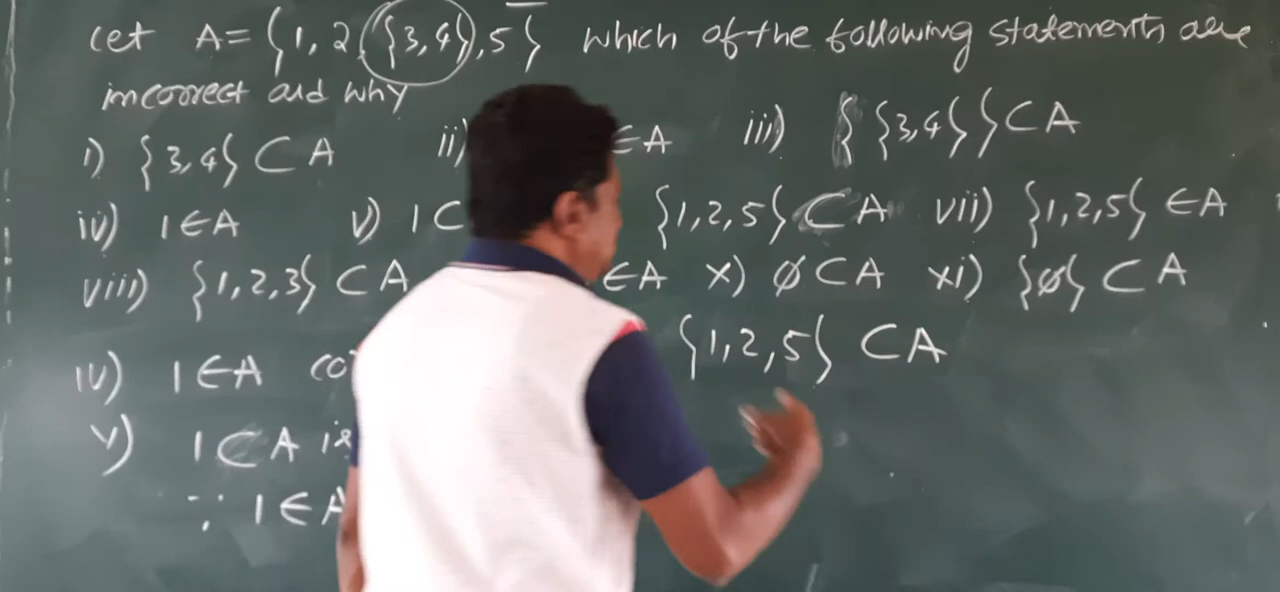 Let A = {1, 2, {3, 4}, 5} which of the following statements are
incorrect and why
i) {3, 4} ⊂ A ii) ∈ A iii) {{3, 4}} ⊂ A
iv) 1 ∈ A v) 1 ⊂ {1, 2, 5} ⊂ A vii) {1, 2, 5} ∈ A
viii) {1, 2, 3} ⊂ A ∈ A x) ∅ ⊂ A xi) {∅} ⊂ A
iv) 1 ∈ A {1, 2, 5} ⊂ A
v) 1 ⊂ A is
∵ 1 ∈ A